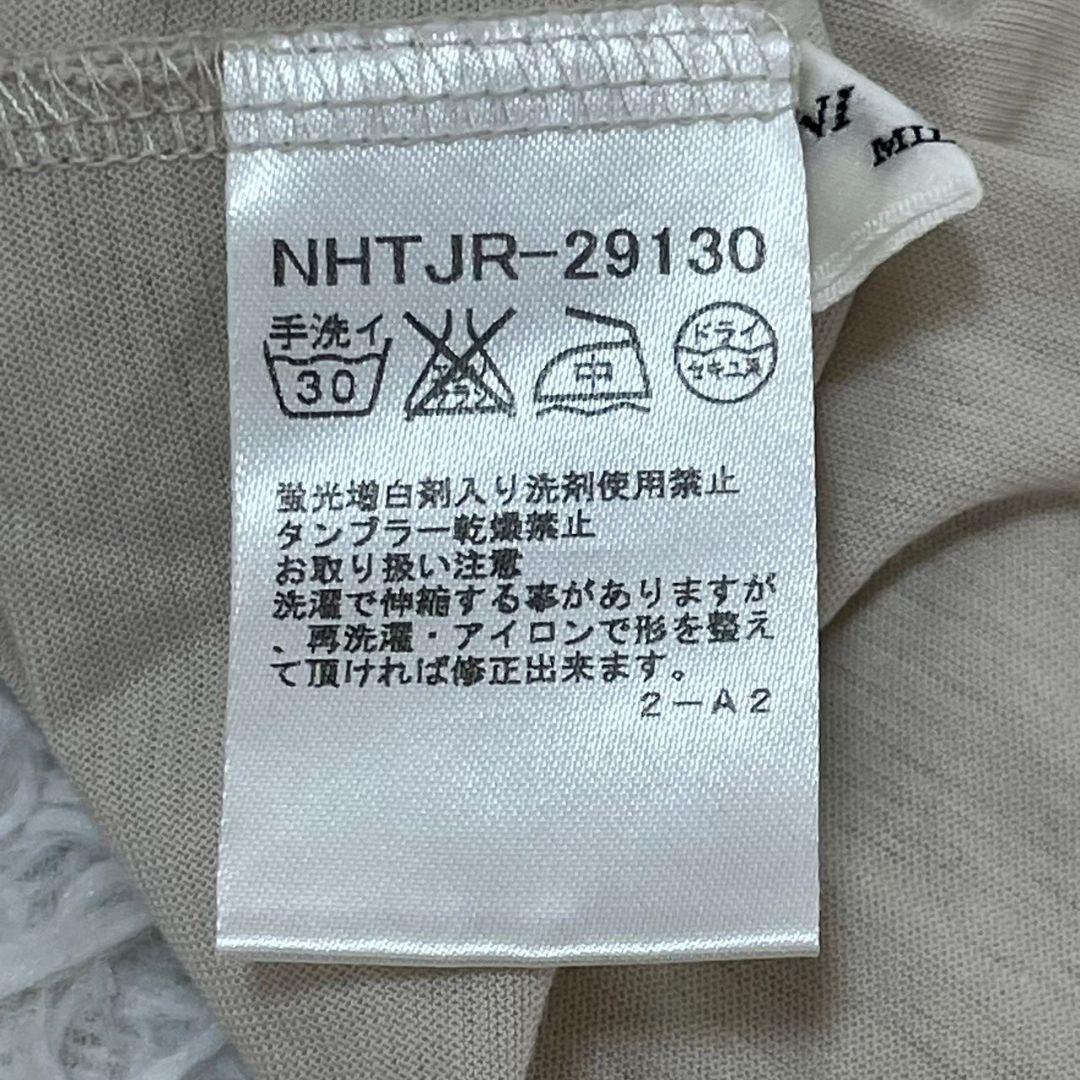 NHTJR-29130
手洗イ
30
中
ドライ
セキユ系
蛍光増白剤入り洗剤使用禁止
タンブラー乾燥禁止
お取り扱い注意
洗濯で伸縮する事がありますが
、再洗濯・アイロンで形を整え
て頂ければ修正出来ます。
2-A2